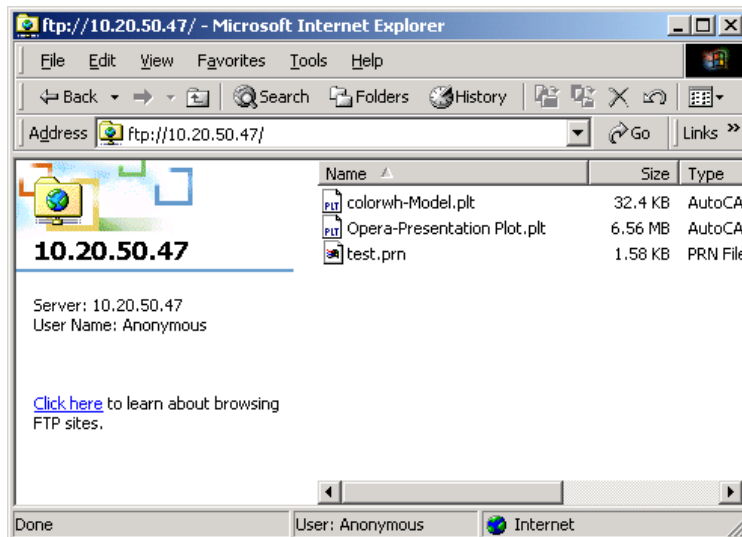 ftp://10.20.50.47/ - Microsoft Internet Explorer
File Edit View Favorites Tools Help
Back Search Folders History
Address ftp://10.20.50.47/ Go Links »
Name Size Type
colorwh-Model.plt 32.4 KB AutoCA
Opera-Presentation Plot.plt 6.56 MB AutoCA
test.prn 1.58 KB PRN File
10.20.50.47
Server: 10.20.50.47
User Name: Anonymous
Click here to learn about browsing
FTP sites.
Done User: Anonymous Internet